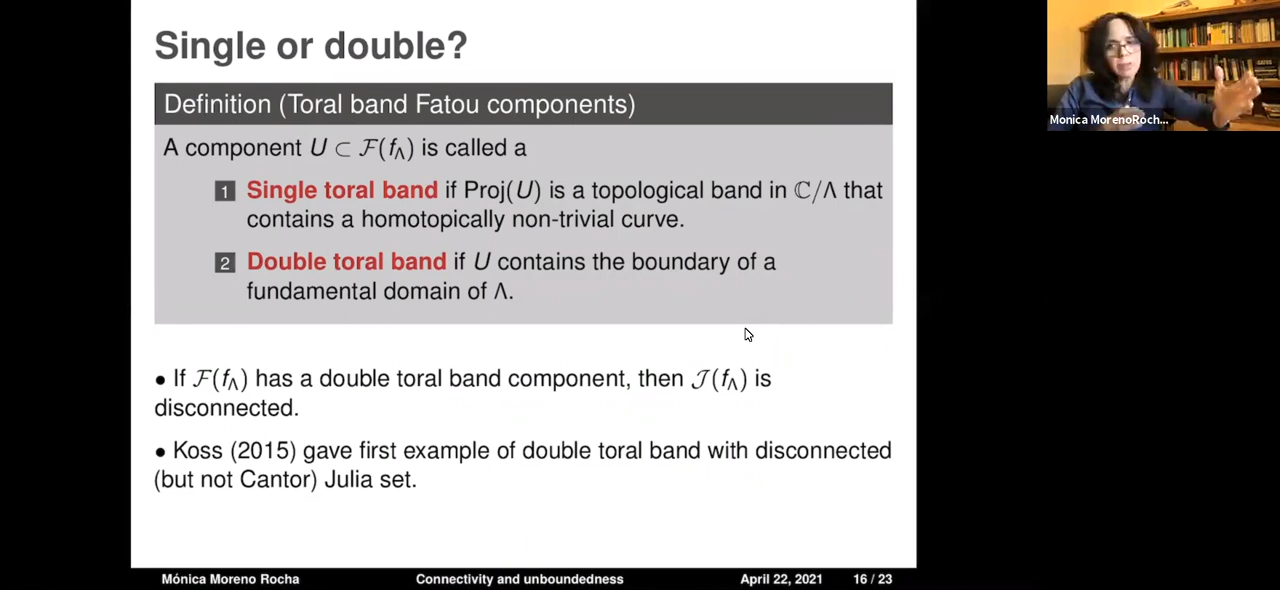 Single or double?
Definition (Toral band Fatou components)
A component U ⊂ ℱ(f_Λ) is called a
1 Single toral band if Proj(U) is a topological band in ℂ/Λ that
contains a homotopically non-trivial curve.
2 Double toral band if U contains the boundary of a
fundamental domain of Λ.
• If ℱ(f_Λ) has a double toral band component, then 𝒥(f_Λ) is
disconnected.
• Koss (2015) gave first example of double toral band with disconnected
(but not Cantor) Julia set.
Mónica Moreno Rocha Connectivity and unboundedness April 22, 2021 16 / 23
Monica MorenoRoch...